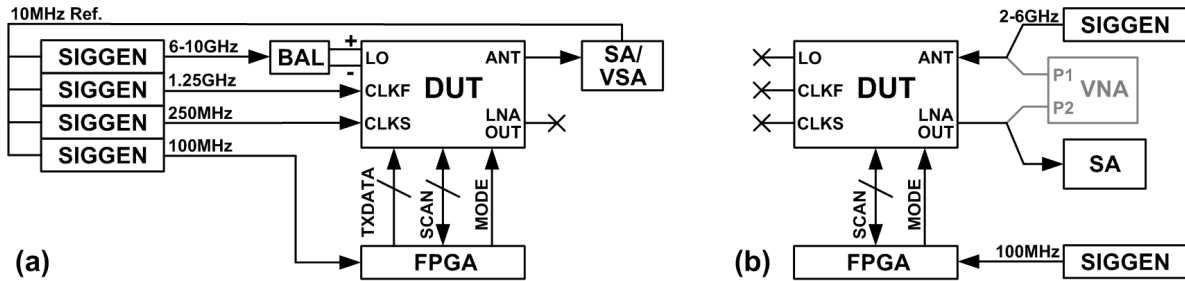 10MHz Ref.
SIGGEN
6-10GHz
BAL
+
-
LO
ANT
SA/
VSA
SIGGEN
1.25GHz
CLKF
DUT
SIGGEN
250MHz
CLKS
LNA
OUT
SIGGEN
100MHz
TXDATA
SCAN
MODE
(a)
FPGA
2-6GHz
SIGGEN
LO
ANT
CLKF
DUT
P1
VNA
P2
CLKS
LNA
OUT
SA
SCAN
MODE
(b)
FPGA
100MHz
SIGGEN